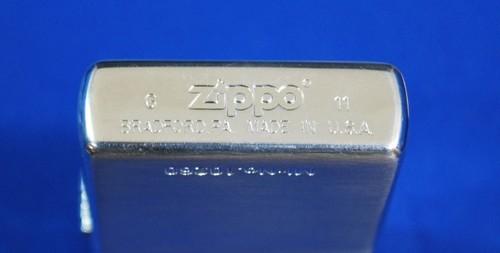 Zippo® 11
BRADFORD.PA. MADE IN U.S.A.